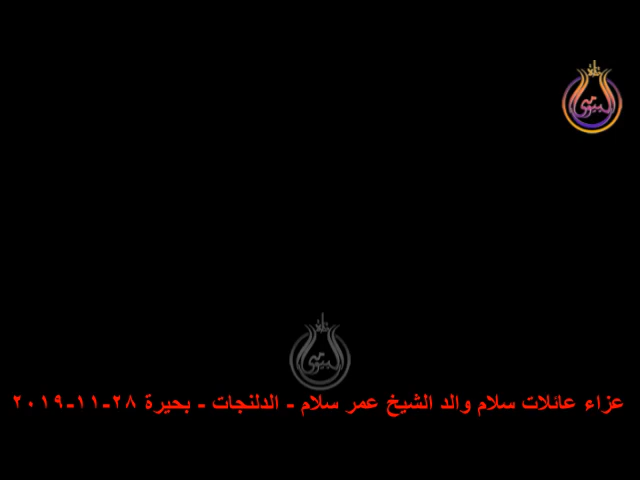 عزاء عائلات سلام والد الشيخ عمر سلام - الدلنجات - بحيرة ٢٨-١١-٢٠١٩